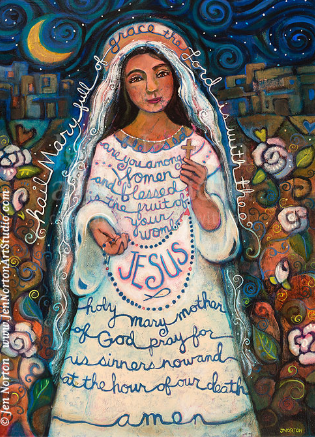 hail Mary full of grace the Lord is with thee
are you among
women
and blessed
is the fruit of
your
womb
JESUS
holy mary mother
of God pray for
us sinners now and
at the hour of our death
amen
© Jen Norton www.JenNortonArtStudio.com